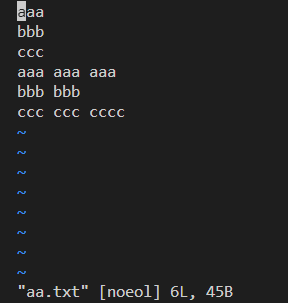 aaa
bbb
ccc
aaa aaa aaa
bbb bbb
ccc ccc cccc
~
~
~
~
~
~
~
~
"aa.txt" [noeol] 6L, 45B